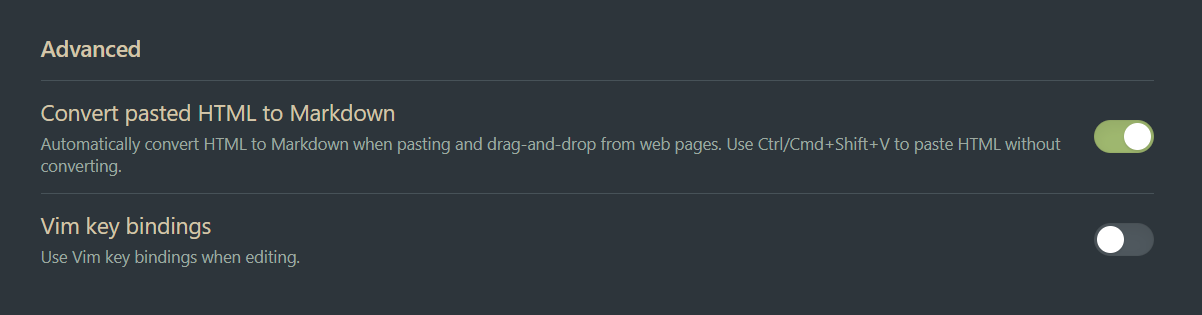 Advanced
Convert pasted HTML to Markdown
Automatically convert HTML to Markdown when pasting and drag-and-drop from web pages. Use Ctrl/Cmd+Shift+V to paste HTML without
converting.
Vim key bindings
Use Vim key bindings when editing.